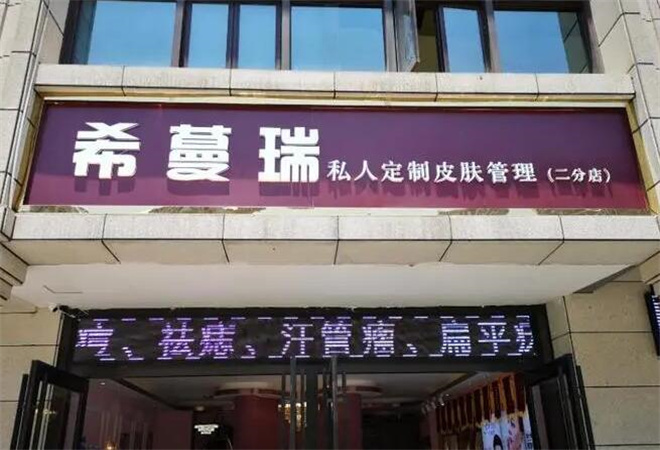 希蔓瑞 私人定制皮肤管理（二分店）
、祛痣、汗管瘤、扁平疣